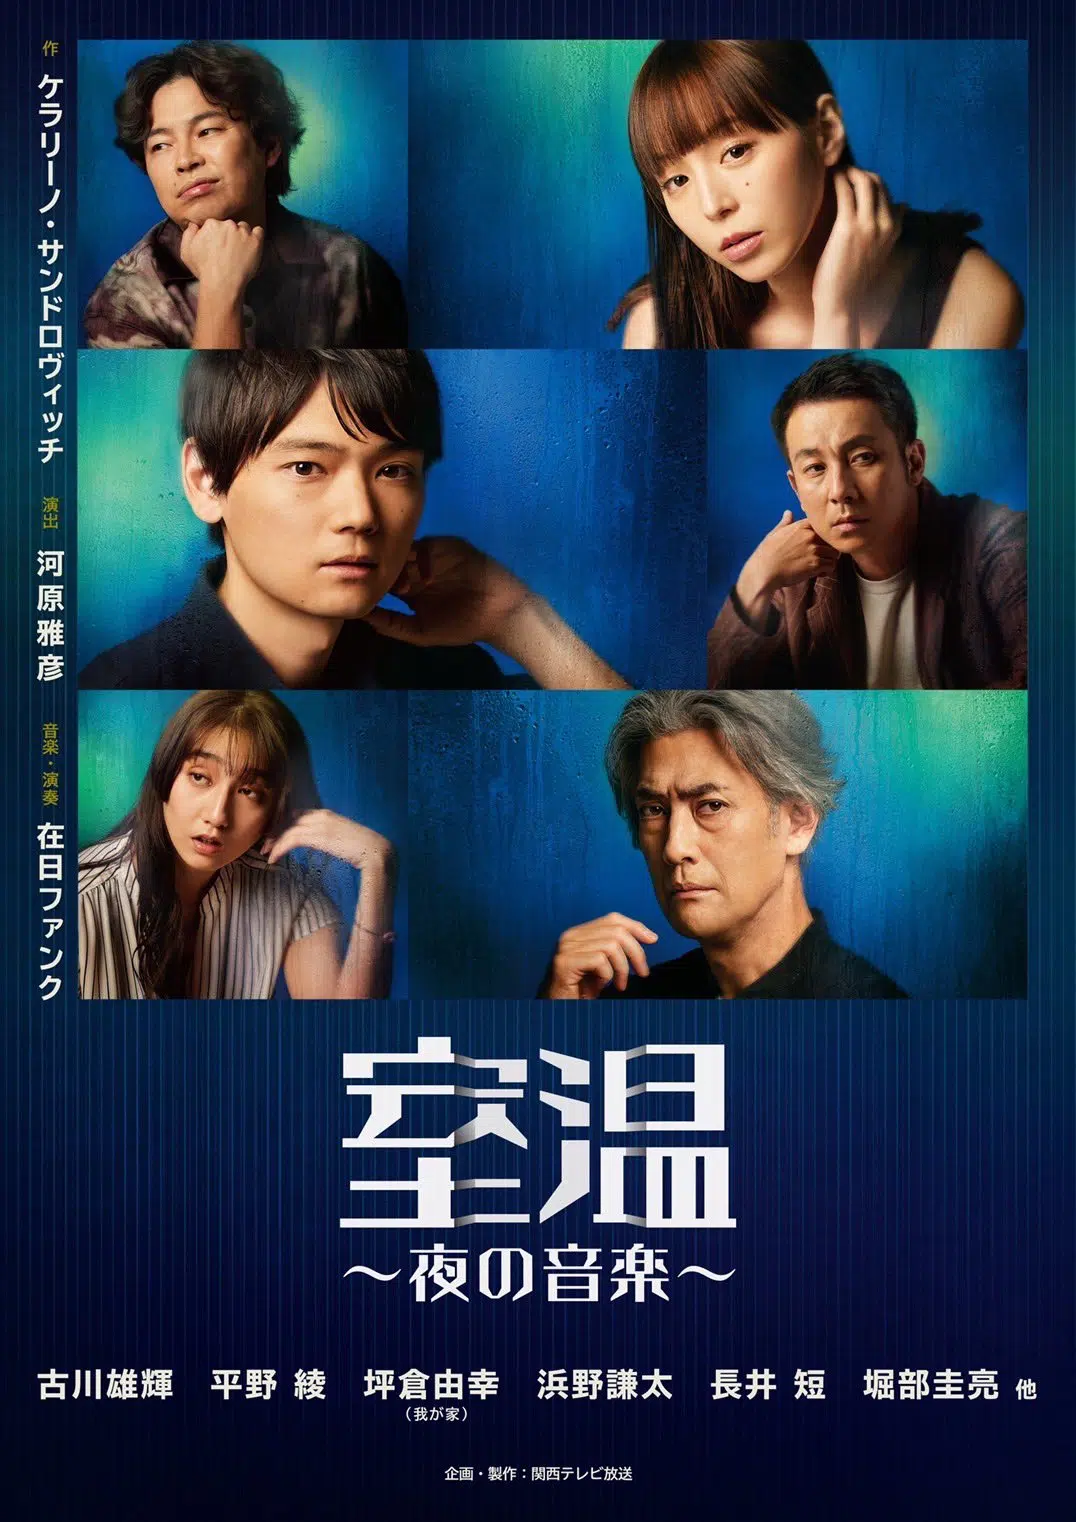 作 ケラリーノ・サンドロヴィッチ 演出 河原雅彦 音楽・演奏 在日ファンク
室温
～夜の音楽～
古川雄輝 平野 綾 坪倉由幸 浜野謙太 長井 短 堀部圭亮 他
（我が家）
企画・製作：関西テレビ放送